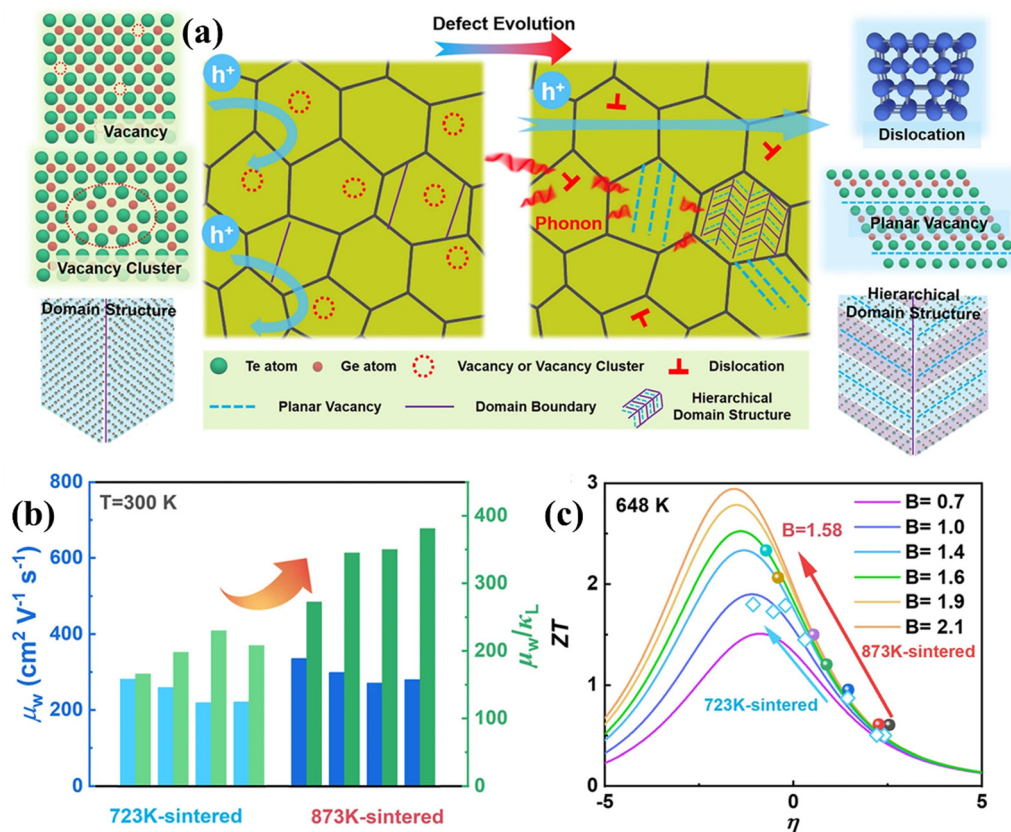 (a)
Defect Evolution
Vacancy
Vacancy Cluster
Domain Structure
h+
h+
h+
Phonon
Dislocation
Planar Vacancy
Hierarchical
Domain Structure
Te atom
Ge atom
Vacancy or Vacancy Cluster
Dislocation
Planar Vacancy
Domain Boundary
Hierarchical
Domain Structure
(b)
T=300 K
μw (cm² V⁻¹ s⁻¹)
800
600
400
200
0
μw/κL
400
300
200
100
0
723K-sintered
873K-sintered
(c)
648 K
ZT
3
2
1
0
-5
0
5
η
B=1.58
B= 0.7
B= 1.0
B= 1.4
B= 1.6
B= 1.9
B= 2.1
873K-sintered
723K-sintered